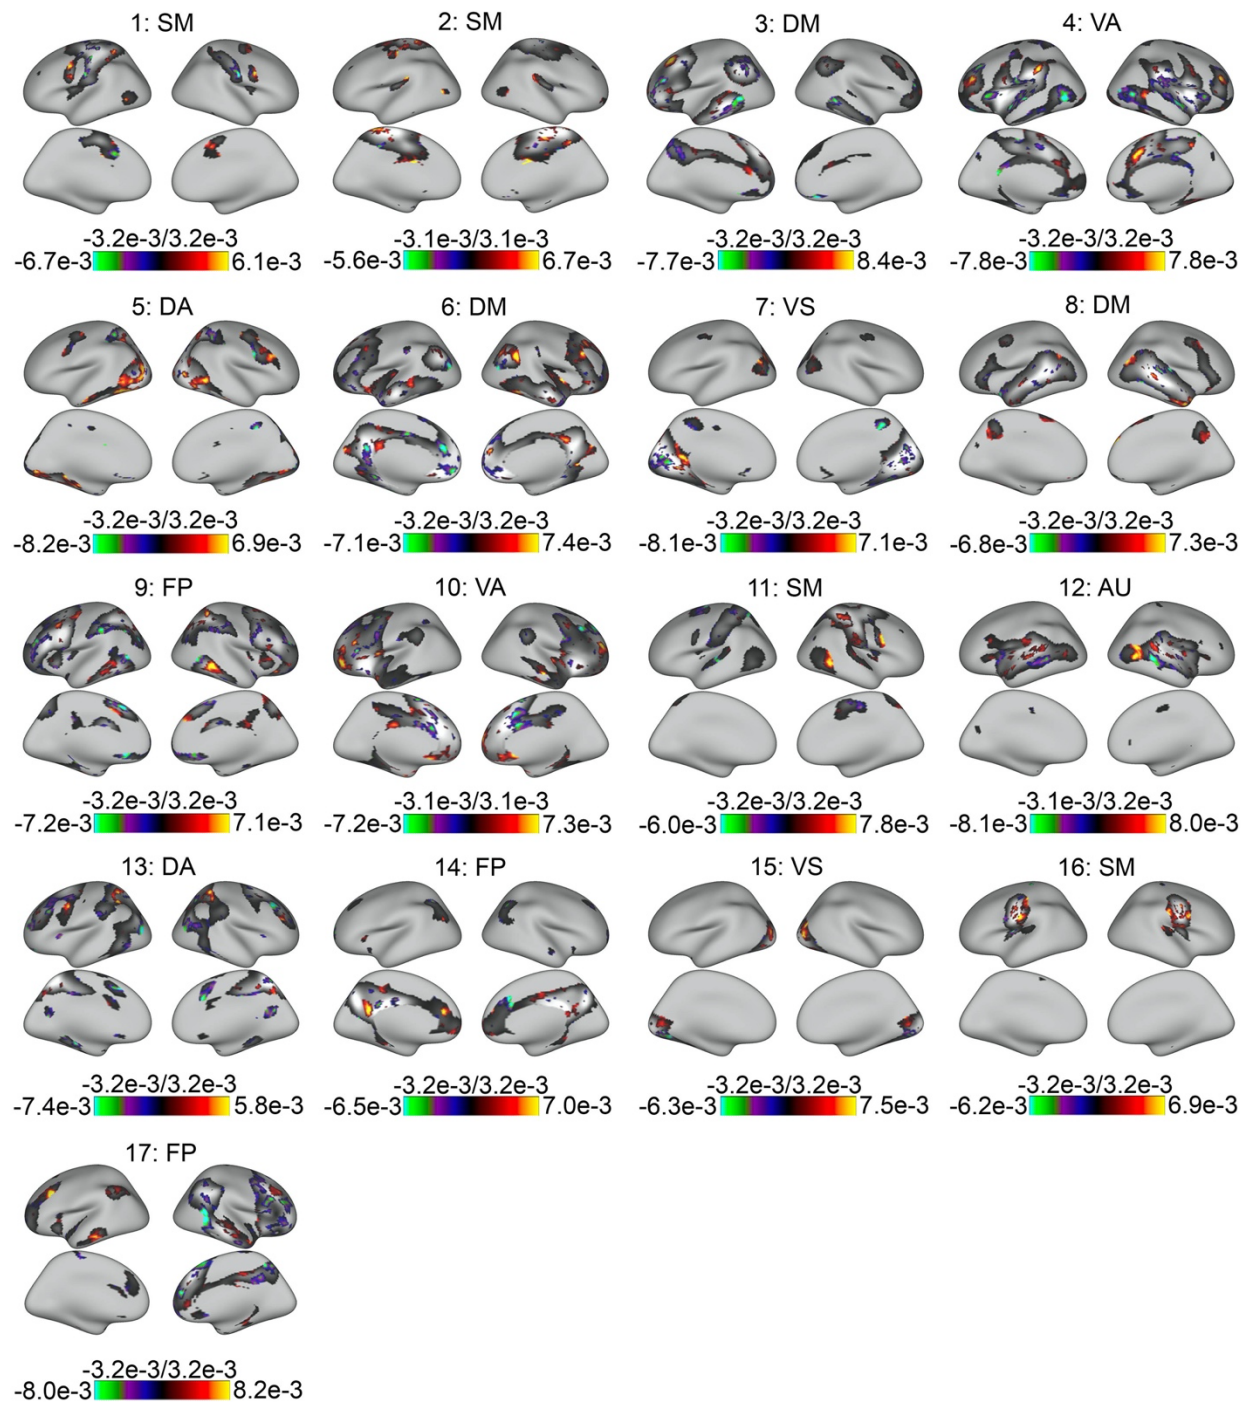 1: SM
2: SM
3: DM
4: VA
-3.2e-3/3.2e-3
-6.7e-3 6.1e-3
-3.1e-3/3.1e-3
-5.6e-3 6.7e-3
-3.2e-3/3.2e-3
-7.7e-3 8.4e-3
-3.2e-3/3.2e-3
-7.8e-3 7.8e-3
5: DA
6: DM
7: VS
8: DM
-3.2e-3/3.2e-3
-8.2e-3 6.9e-3
-3.2e-3/3.2e-3
-7.1e-3 7.4e-3
-3.2e-3/3.2e-3
-8.1e-3 7.1e-3
-3.2e-3/3.2e-3
-6.8e-3 7.3e-3
9: FP
10: VA
11: SM
12: AU
-3.2e-3/3.2e-3
-7.2e-3 7.1e-3
-3.1e-3/3.1e-3
-7.2e-3 7.3e-3
-3.2e-3/3.2e-3
-6.0e-3 7.8e-3
-3.1e-3/3.2e-3
-8.1e-3 8.0e-3
13: DA
14: FP
15: VS
16: SM
-3.2e-3/3.2e-3
-7.4e-3 5.8e-3
-3.2e-3/3.2e-3
-6.5e-3 7.0e-3
-3.2e-3/3.2e-3
-6.3e-3 7.5e-3
-3.2e-3/3.2e-3
-6.2e-3 6.9e-3
17: FP
-3.2e-3/3.2e-3
-8.0e-3 8.2e-3